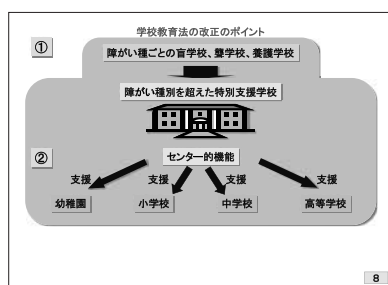 学校教育法の改正のポイント
①
障がい種ごとの盲学校、聾学校、養護学校
障がい種別を超えた特別支援学校
②
センター的機能
支援 支援 支援 支援
幼稚園 小学校 中学校 高等学校
8